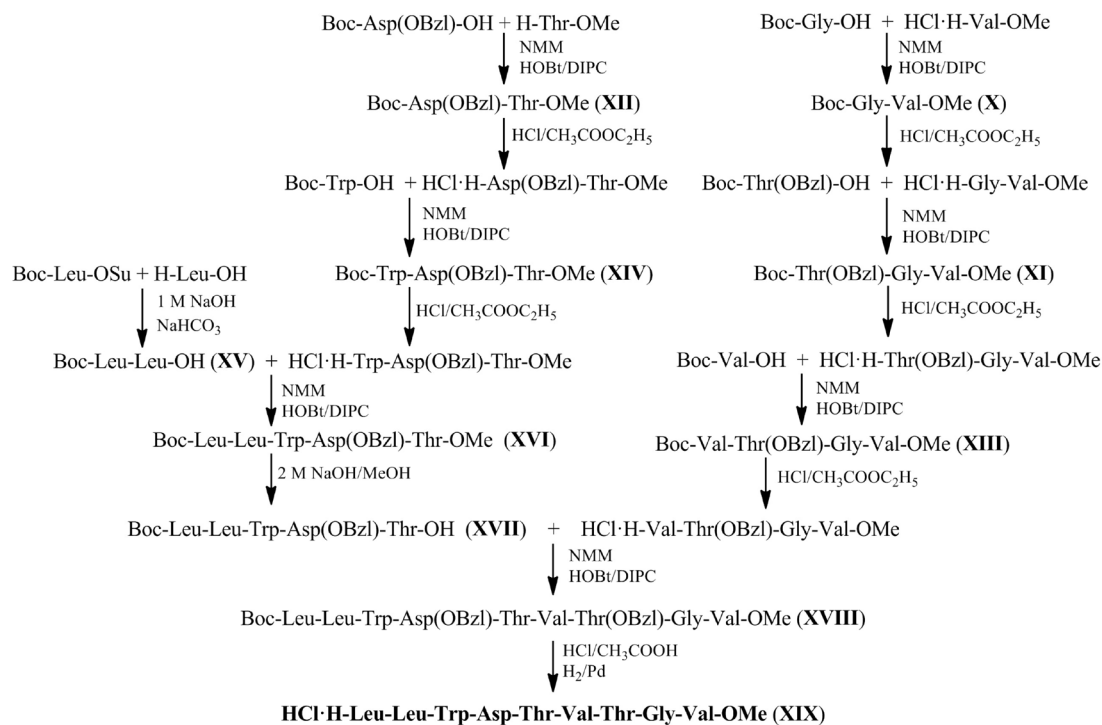 Boc-Asp(OBzl)-OH + H-Thr-OMe
NMM
HOBt/DIPC
Boc-Asp(OBzl)-Thr-OMe (XII)
HCl/CH₃COOC₂H₅
Boc-Trp-OH + HCl·H-Asp(OBzl)-Thr-OMe
NMM
HOBt/DIPC
Boc-Trp-Asp(OBzl)-Thr-OMe (XIV)
HCl/CH₃COOC₂H₅
Boc-Leu-OSu + H-Leu-OH
1 M NaOH
NaHCO₃
Boc-Leu-Leu-OH (XV) + HCl·H-Trp-Asp(OBzl)-Thr-OMe
NMM
HOBt/DIPC
Boc-Leu-Leu-Trp-Asp(OBzl)-Thr-OMe (XVI)
2 M NaOH/MeOH
Boc-Gly-OH + HCl·H-Val-OMe
NMM
HOBt/DIPC
Boc-Gly-Val-OMe (X)
HCl/CH₃COOC₂H₅
Boc-Thr(OBzl)-OH + HCl·H-Gly-Val-OMe
NMM
HOBt/DIPC
Boc-Thr(OBzl)-Gly-Val-OMe (XI)
HCl/CH₃COOC₂H₅
Boc-Val-OH + HCl·H-Thr(OBzl)-Gly-Val-OMe
NMM
HOBt/DIPC
Boc-Val-Thr(OBzl)-Gly-Val-OMe (XIII)
HCl/CH₃COOC₂H₅
Boc-Leu-Leu-Trp-Asp(OBzl)-Thr-OH (XVII) + HCl·H-Val-Thr(OBzl)-Gly-Val-OMe
NMM
HOBt/DIPC
Boc-Leu-Leu-Trp-Asp(OBzl)-Thr-Val-Thr(OBzl)-Gly-Val-OMe (XVIII)
HCl/CH₃COOH
H₂/Pd
HCl·H-Leu-Leu-Trp-Asp-Thr-Val-Thr-Gly-Val-OMe (XIX)